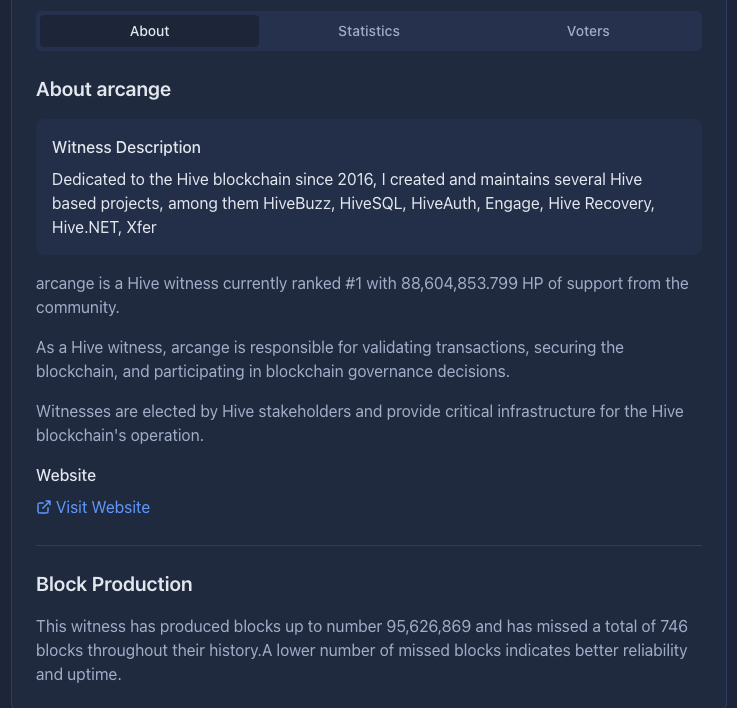 About
Statistics
Voters
About arcange
Witness Description
Dedicated to the Hive blockchain since 2016, I created and maintains several Hive
based projects, among them HiveBuzz, HiveSQL, HiveAuth, Engage, Hive Recovery,
Hive.NET, Xfer
arcange is a Hive witness currently ranked #1 with 88,604,853.799 HP of support from the
community.
As a Hive witness, arcange is responsible for validating transactions, securing the
blockchain, and participating in blockchain governance decisions.
Witnesses are elected by Hive stakeholders and provide critical infrastructure for the Hive
blockchain's operation.
Website
Visit Website
Block Production
This witness has produced blocks up to number 95,626,869 and has missed a total of 746
blocks throughout their history.A lower number of missed blocks indicates better reliability
and uptime.